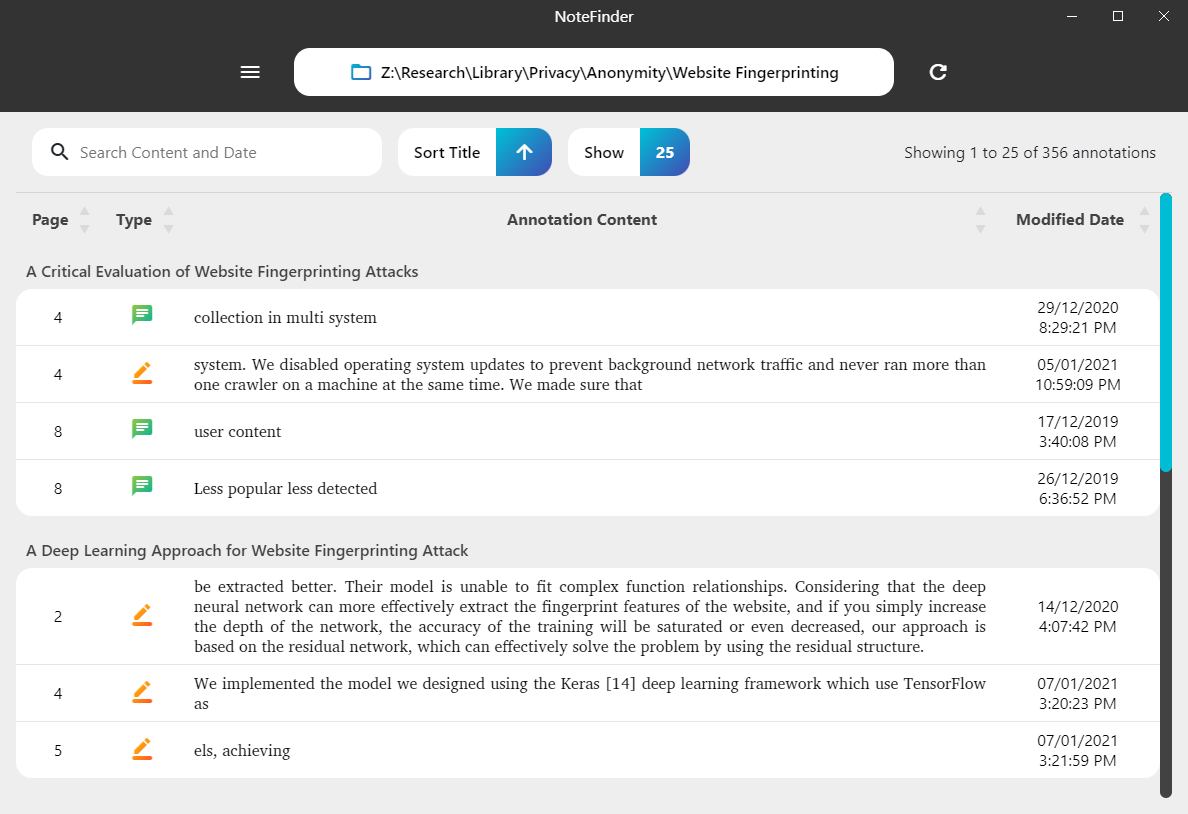 NoteFinder
Z:\Research\Library\Privacy\Anonymity\Website Fingerprinting
Search Content and Date
Sort Title
Show
25
Showing 1 to 25 of 356 annotations
Page
Type
Annotation Content
Modified Date
A Critical Evaluation of Website Fingerprinting Attacks
4
collection in multi system
29/12/2020
8:29:21 PM
4
system. We disabled operating system updates to prevent background network traffic and never ran more than
one crawler on a machine at the same time. We made sure that
05/01/2021
10:59:09 PM
8
user content
17/12/2019
3:40:08 PM
8
Less popular less detected
26/12/2019
6:36:52 PM
A Deep Learning Approach for Website Fingerprinting Attack
2
be extracted better. Their model is unable to fit complex function relationships. Considering that the deep
neural network can more effectively extract the fingerprint features of the website, and if you simply increase
the depth of the network, the accuracy of the training will be saturated or even decreased, our approach is
based on the residual network, which can effectively solve the problem by using the residual structure.
14/12/2020
4:07:42 PM
4
We implemented the model we designed using the Keras [14] deep learning framework which use TensorFlow
as
07/01/2021
3:20:23 PM
5
els, achieving
07/01/2021
3:21:59 PM